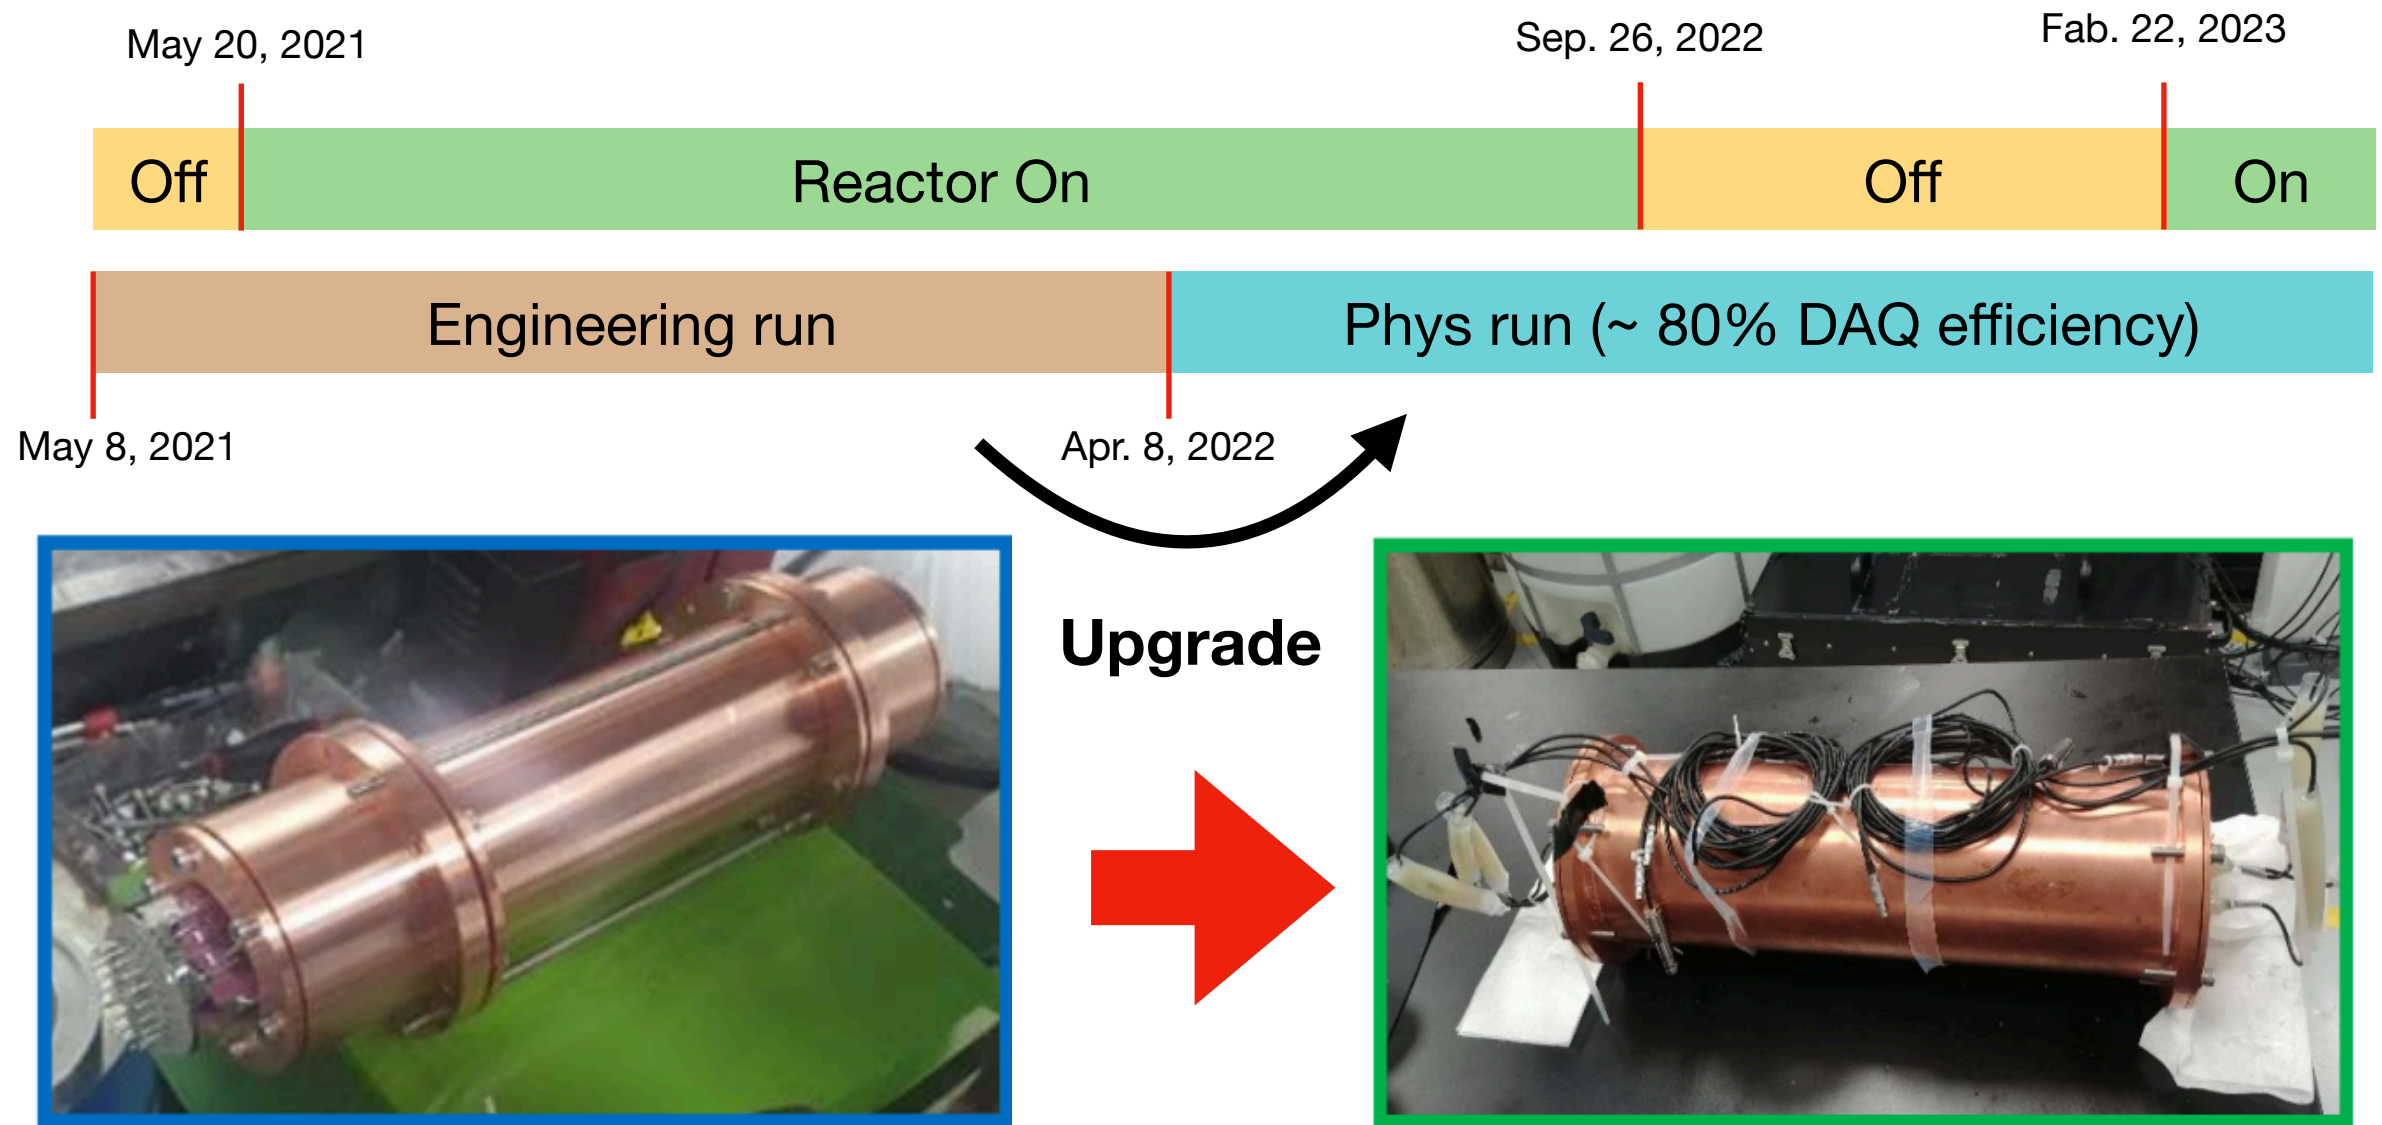 May 20, 2021
Sep. 26, 2022
Fab. 22, 2023
Off
Reactor On
Off
On
Engineering run
Phys run (~ 80% DAQ efficiency)
May 8, 2021
Apr. 8, 2022
Upgrade